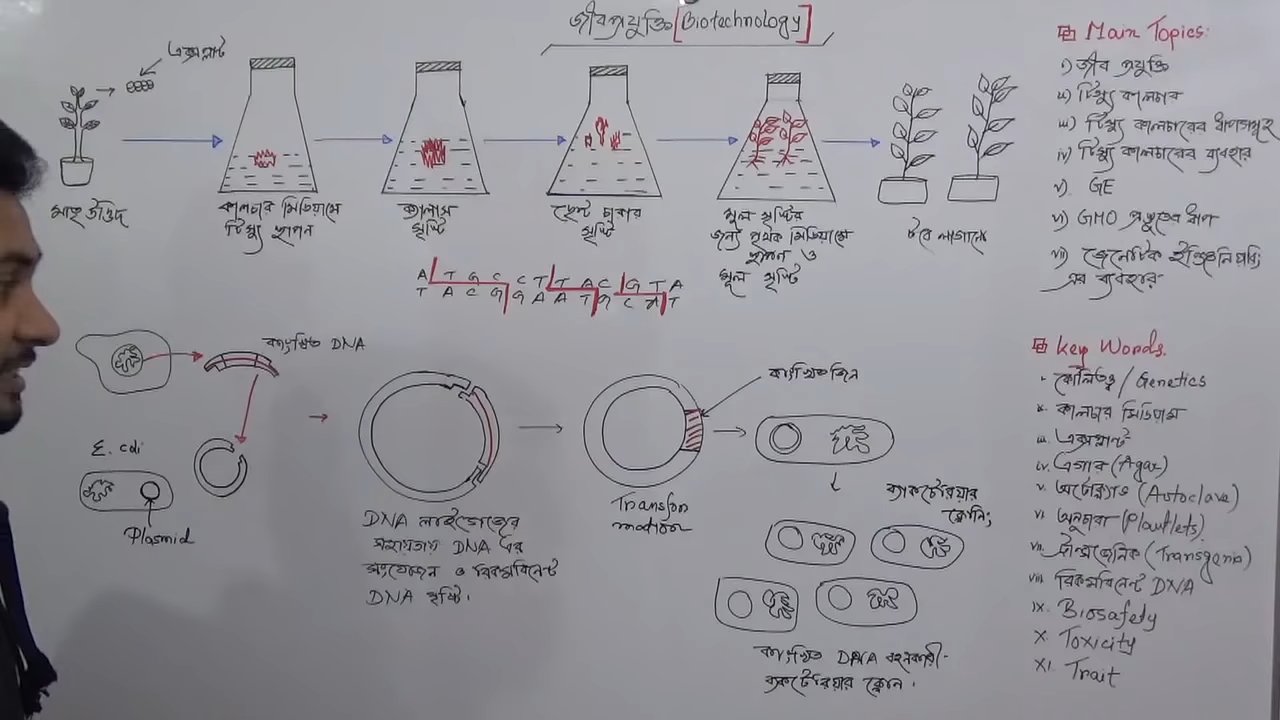 জীবপ্রযুক্তি [Biotechnology]
এক্সপ্লান্ট
মাতৃ উদ্ভিদ
কালচার মিডিয়ামে
টিস্যু স্থাপন
ক্যালাস
সৃষ্টি
সৃষ্টি
মূল সৃষ্টির
জন্য পৃথক মিডিয়ামে
স্থাপন ও
মূল সৃষ্টি
টবে লাগানো
A T G C C T T A C G T A
T A C G G A A T G C A T
কাংখিত DNA
E. coli
Plasmid
DNA লাইগেজের
সহায়তায় DNA এর
সংযোজন ও রিকম্বিনেন্ট
DNA সৃষ্টি।
Transfor
mation
কাংখিত জিন
ব্যাকটেরিয়ার
ক্লোনিং
কাংখিত DNA বহনকারী
ব্যাকটেরিয়ার ক্লোন।
Main Topics:
i) জীব প্রযুক্তি
ii) টিস্যু কালচার
iii) টিস্যু কালচারের ধাপসমূহ
iv) টিস্যু কালচারের ব্যবহার
v) GE
vi) GMO প্রস্তুতের ধাপ
vii) জেনেটিক ইঞ্জিনিয়ারিং
এর ব্যবহার
Key Words.
i. কৌলিতত্ত্ব / Genetics
ii. কালচার মিডিয়াম
iii. এক্সপ্লান্ট
iv. এগার (Agar)
v. অটোক্ল্যাভ (Autoclave)
vi. অনুচারা (Plantlets)
vii. ট্রান্সজেনিক (Transgenic)
viii. রিকম্বিনেন্ট DNA
ix. Biosafety
x. Toxicity
xi. Trait